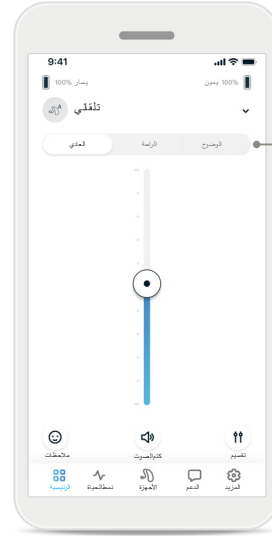 9:41
يسار 100%
100% يمين
تلقائي
العادي
الراحة
الوضوح
ملاحظات
كتم الصوت
تقسيم
الرئيسية
نمط الحياة
الأجهزة
الدعم
المزيد